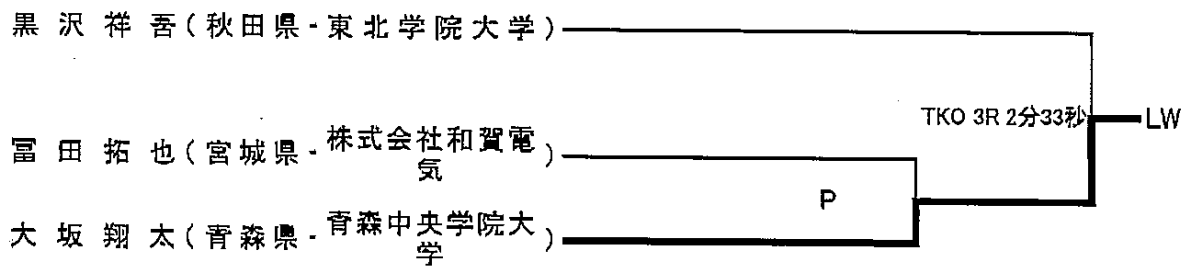 黒沢祥吾(秋田県-東北学院大学)
TKO 3R 2分33秒
LW
冨田拓也(宮城県-株式会社和賀電気)
P
大坂翔太(青森県-青森中央学院大学)